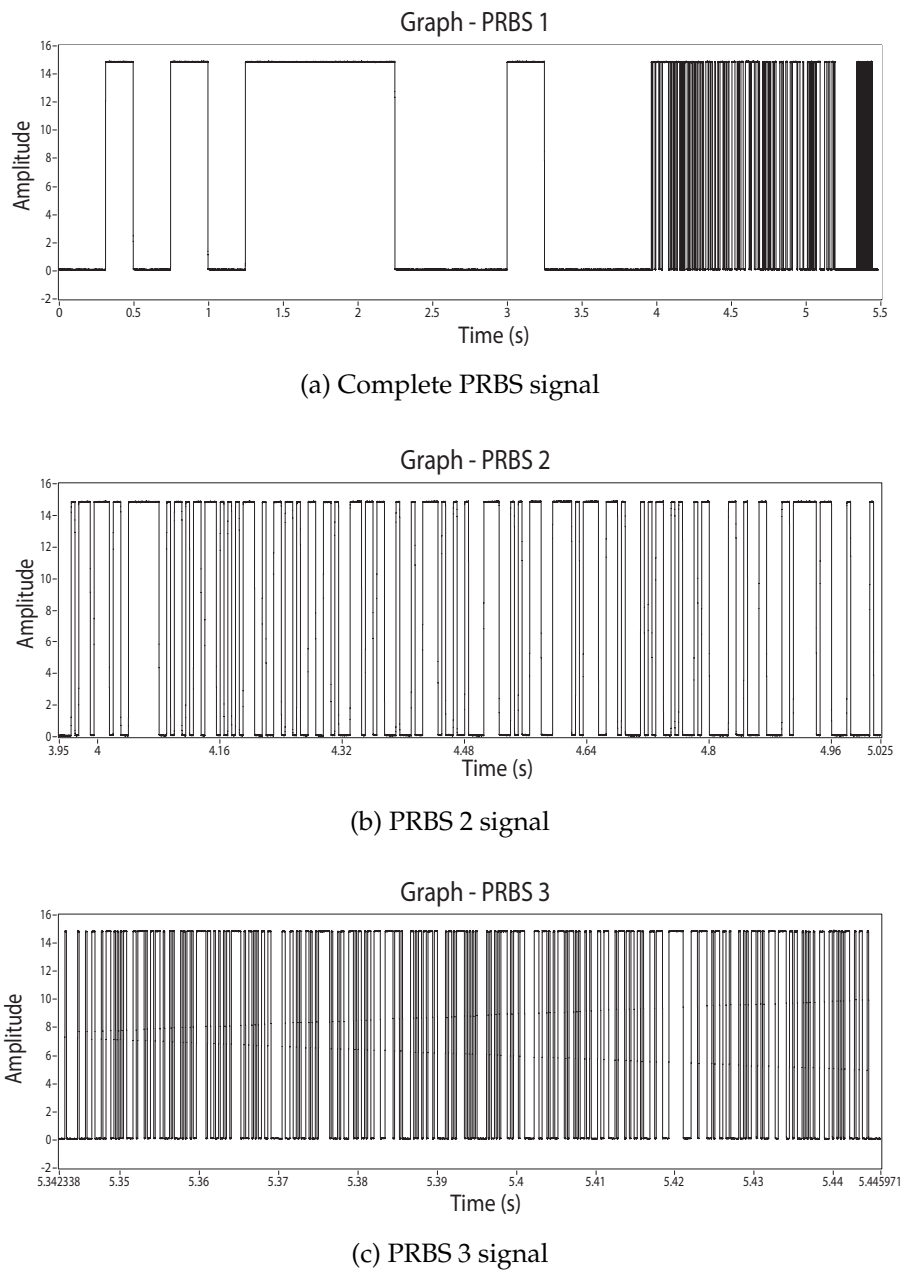 Graph - PRBS 1
16
14
12
10
8
6
4
2
0
-2
Amplitude
0 0.5 1 1.5 2 2.5 3 3.5 4 4.5 5 5.5
Time (s)
(a) Complete PRBS signal
Graph - PRBS 2
16
14
12
10
8
6
4
2
0
Amplitude
3.95 4 4.16 4.32 4.48 4.64 4.8 4.96 5.025
Time (s)
(b) PRBS 2 signal
Graph - PRBS 3
16
14
12
10
8
6
4
2
0
-2
Amplitude
5.342338 5.35 5.36 5.37 5.38 5.39 5.4 5.41 5.42 5.43 5.44 5.445971
Time (s)
(c) PRBS 3 signal